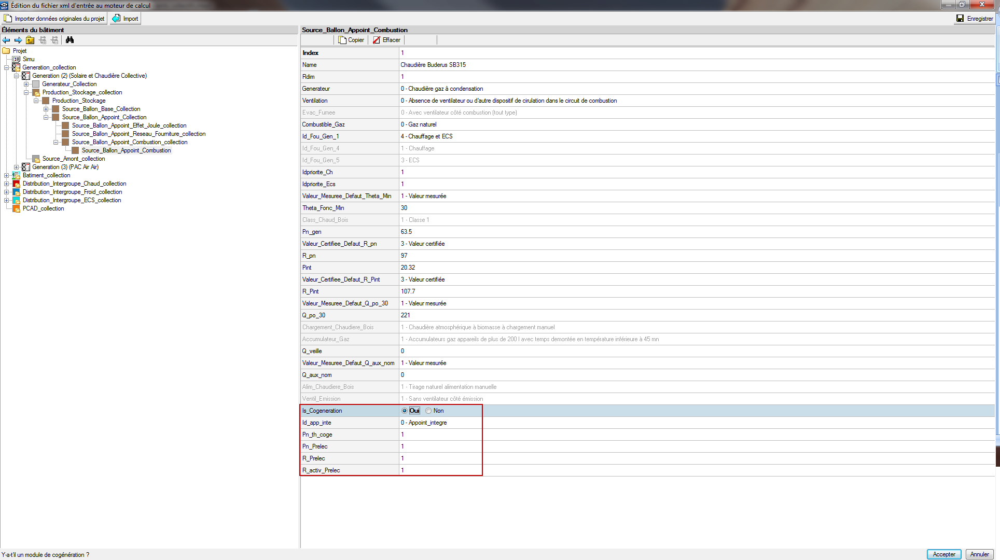 Édition du fichier xml d'entrée au moteur de calcul
Importer données originales du projet Import Enregistrer
Éléments du bâtiment
Projet
Simu
Generation_collection
Generation (2) (Solaire et Chaudière Collective)
Generateur_Collection
Production_Stockage_collection
Production_Stockage
Source_Ballon_Base_Collection
Source_Ballon_Appoint_Collection
Source_Ballon_Appoint_Effet_Joule_collection
Source_Ballon_Appoint_Reseau_Fourniture_collection
Source_Ballon_Appoint_Combustion_collection
Source_Ballon_Appoint_Combustion
Source_Amont_collection
Generation (3) (PAC Air Air)
Batiment_collection
Distribution_Intergroupe_Chaud_collection
Distribution_Intergroupe_Froid_collection
Distribution_Intergroupe_ECS_collection
PCAD_collection
Source_Ballon_Appoint_Combustion
Copier Effacer
Index 1
Name Chaudière Buderus SB315
Rdim 1
Generateur 0 - Chaudière gaz à condensation
Ventilation 0 - Absence de ventilateur ou d'autre dispositif de cirulation dans le circuit de combustion
Evac_Fumee 0 - Avec ventilateur côté combustion (tout type)
Combustible_Gaz 0 - Gaz naturel
Id_Fou_Gen_1 4 - Chauffage et ECS
Id_Fou_Gen_4 1 - Chauffage
Id_Fou_Gen_5 3 - ECS
Idpriorite_Ch 1
Idpriorite_Ecs 1
Valeur_Mesuree_Defaut_Theta_Min 1 - Valeur mesurée
Theta_Fonc_Min 30
Class_Chaud_Bois 1 - Classe 1
Pn_gen 63.5
Valeur_Certifiee_Defaut_R_pn 3 - Valeur certifiée
R_pn 97
Pint 20.32
Valeur_Certifiee_Defaut_R_Pint 3 - Valeur certifiée
R_Pint 107.7
Valeur_Mesuree_Defaut_Q_po_30 1 - Valeur mesurée
Q_po_30 221
Chargement_Chaudiere_Bois 1 - Chaudière atmosphérique à biomasse à chargement manuel
Accumulateur_Gaz 1 - Accumulateurs gaz appareils de plus de 200 l avec temps demontée en température inférieure à 45 mn
Q_veille 0
Valeur_Mesuree_Defaut_Q_aux_nom 1 - Valeur mesurée
Q_aux_nom 0
Alim_Chaudiere_Bois 1 - Tirage naturel alimentation manuelle
Ventil_Emission 1 - Sans ventilateur côté émission
Is_Cogeneration Oui Non
Id_app_inte 0 - Appoint_integre
Pn_th_coge 1
Pn_Prelec 1
R_Prelec 1
R_activ_Prelec 1
Y-a-t'il un module de cogénération ? Accepter Annuler